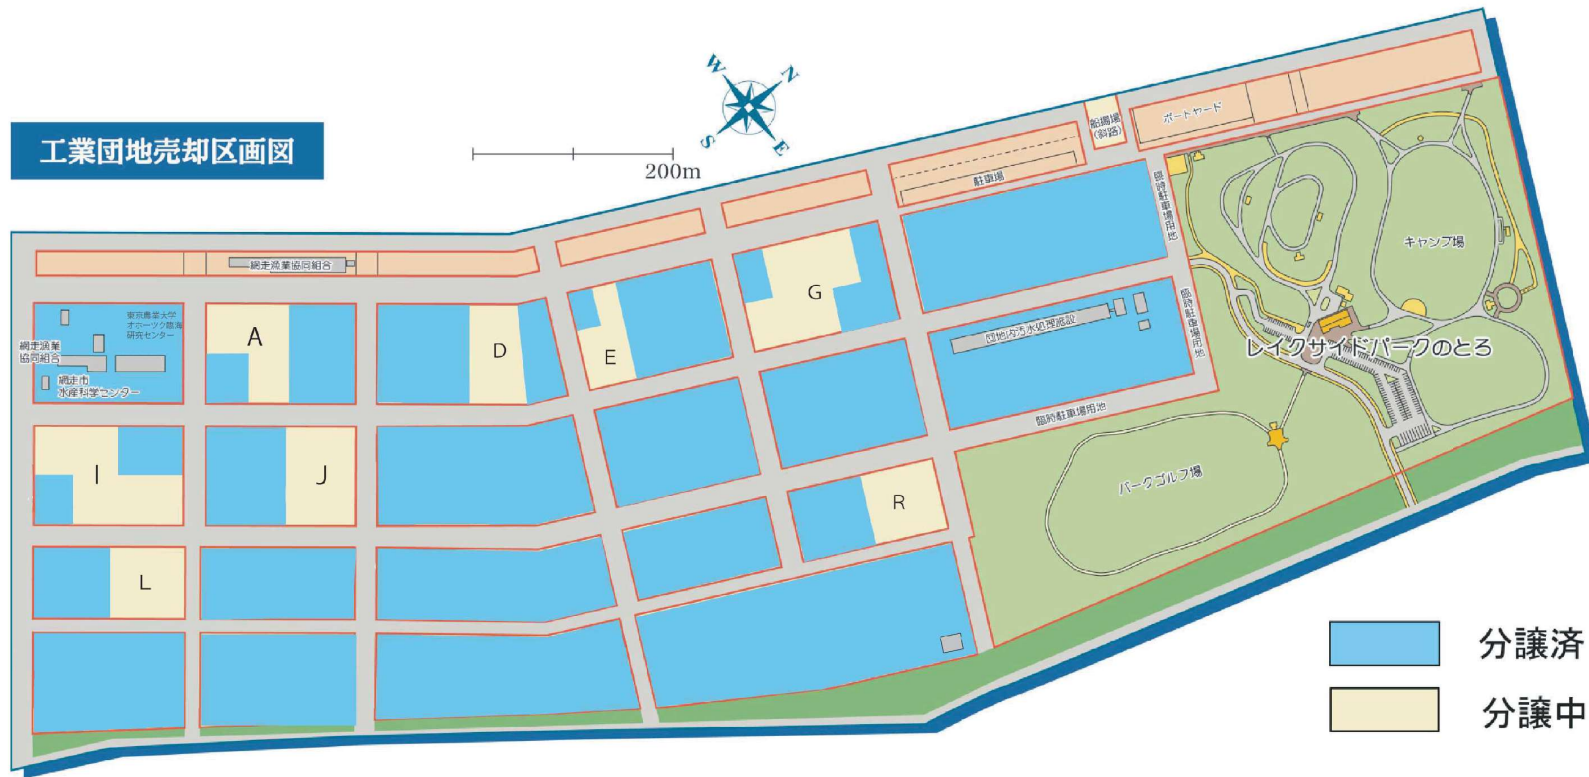 工業団地売却区画図
W
N
S
E
200m
ボートヤード
船揚場
(斜路)
駐車場
臨時駐車場用地
キャンプ場
網走漁業協同組合
東京農業大学
オホーツク臨海
研究センター
網走漁業
協同組合
網走市
水産科学センター
A
D
E
G
団地内汚水処理施設
臨時駐車場用地
レイクサイドパークのとろ
臨時駐車場用地
I
J
R
パークゴルフ場
L
分譲済
分譲中